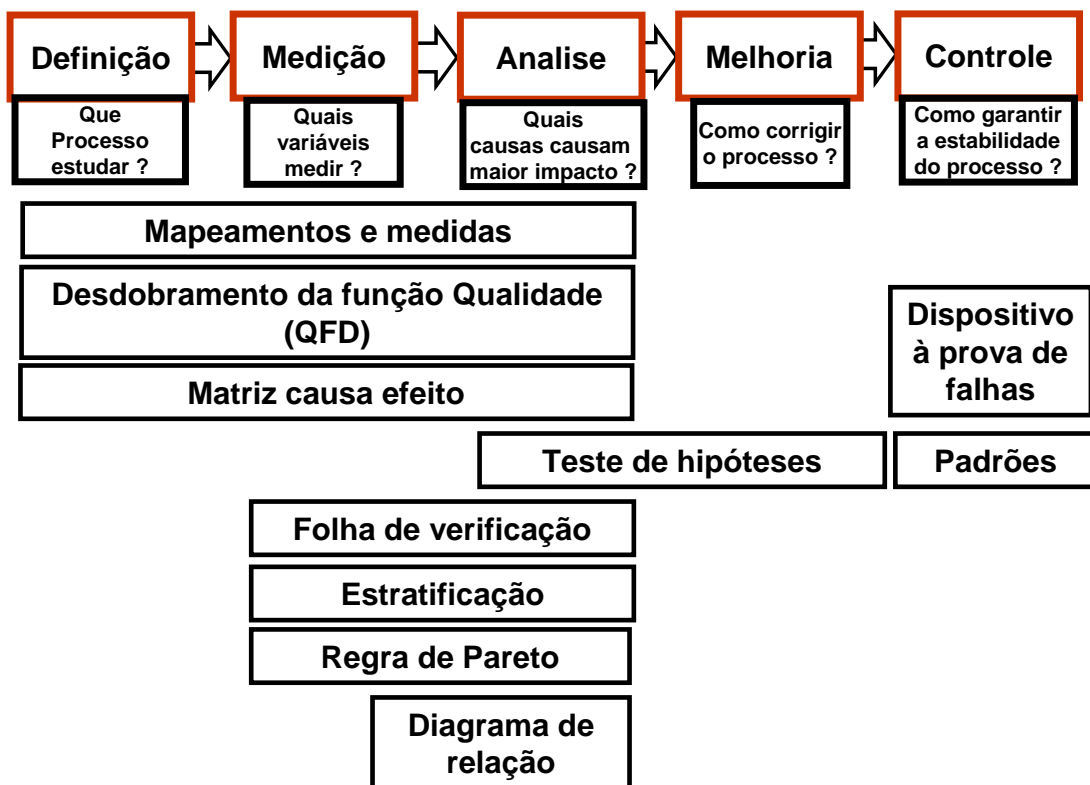 Definição
Medição
Analise
Melhoria
Controle
Que
Processo
estudar ?
Quais
variáveis
medir ?
Quais
causas causam
maior impacto ?
Como corrigir
o processo ?
Como garantir
a estabilidade
do processo ?
Mapeamentos e medidas
Desdobramento da função Qualidade
(QFD)
Matriz causa efeito
Dispositivo
à prova de
falhas
Teste de hipóteses
Padrões
Folha de verificação
Estratificação
Regra de Pareto
Diagrama de
relação